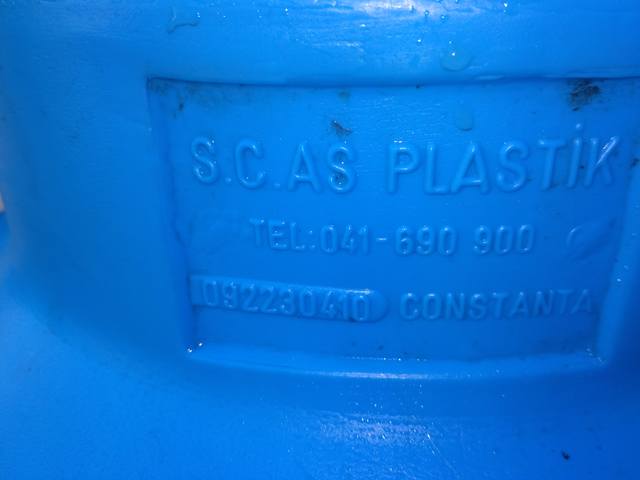 S.C.AS PLASTİK
TEL:041-690 900
092230410 CONSTANTA